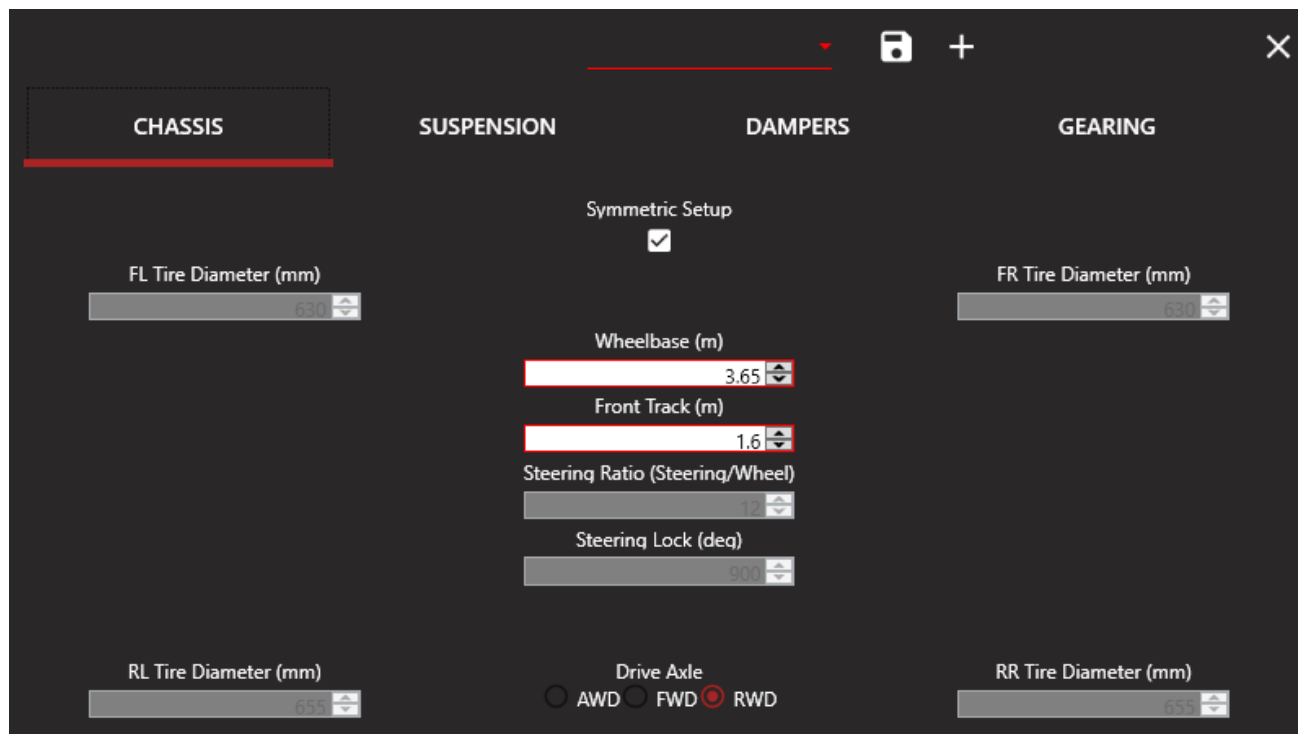 CHASSIS SUSPENSION DAMPERS GEARING
Symmetric Setup
FL Tire Diameter (mm) FR Tire Diameter (mm)
630 630
Wheelbase (m)
3.65
Front Track (m)
1.6
Steering Ratio (Steering/Wheel)
12
Steering Lock (deg)
900
RL Tire Diameter (mm) Drive Axle RR Tire Diameter (mm)
655 AWD FWD RWD 655